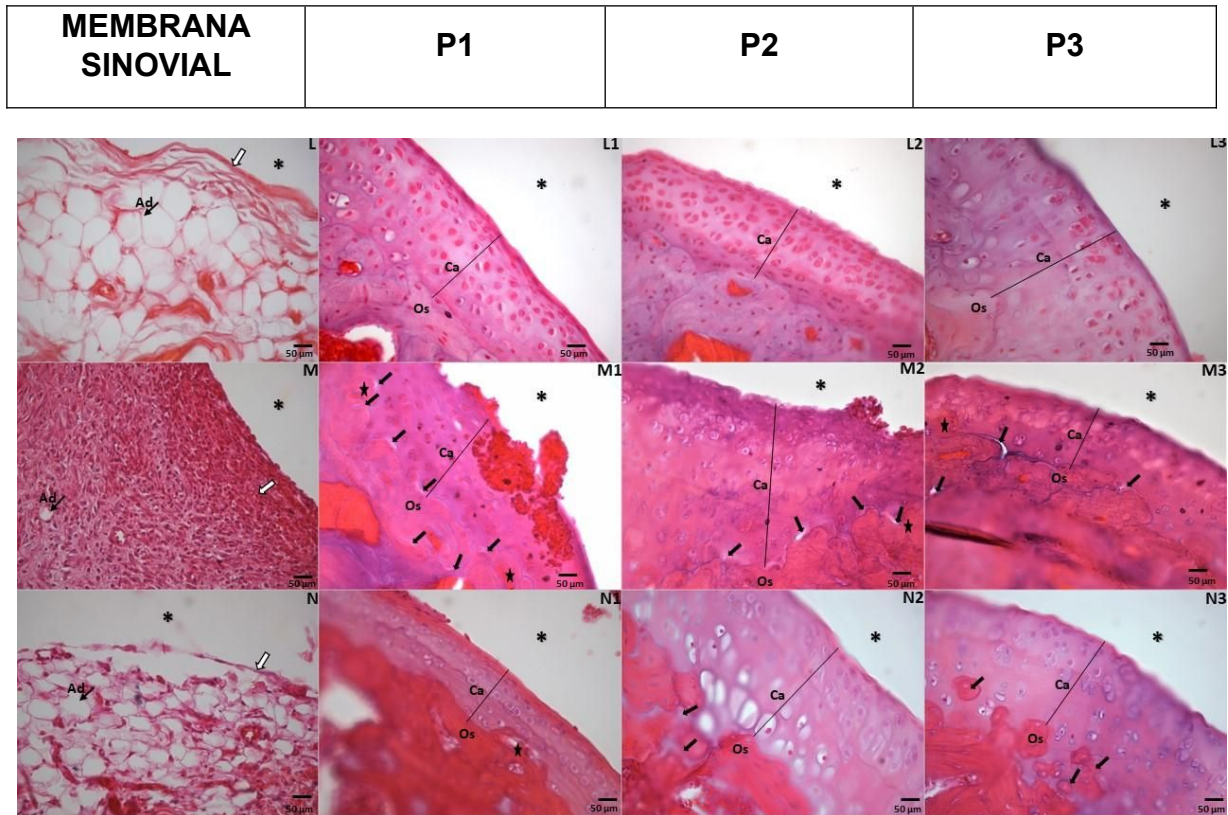 MEMBRANA
SINOVIAL
P1
P2
P3
L
*
Ad
50 µm
L1
*
Ca
Os
50 µm
L2
*
Ca
Os
50 µm
L3
*
Ca
Os
50 µm
M
*
Ad
50 µm
M1
*
Ca
Os
50 µm
M2
*
Ca
Os
50 µm
M3
*
Ca
Os
50 µm
N
*
Ad
50 µm
N1
*
Ca
Os
50 µm
N2
*
Ca
Os
50 µm
N3
*
Ca
Os
50 µm